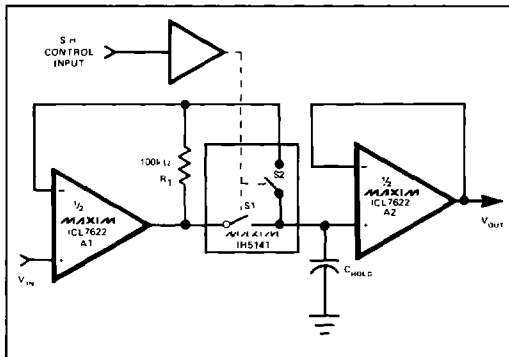 S H
CONTROL
INPUT
100kΩ
R1
S2
S1
MAXIM
IH5141
1/2
MAXIM
ICL7622
A1
VIN
1/2
MAXIM
ICL7622
A2
VOUT
CHOLD